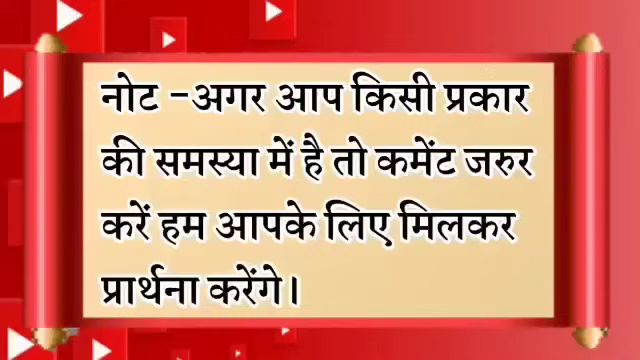 नोट -अगर आप किसी प्रकार
की समस्या में है तो कमेंट जरुर
करें हम आपके लिए मिलकर
प्रार्थना करेंगे।